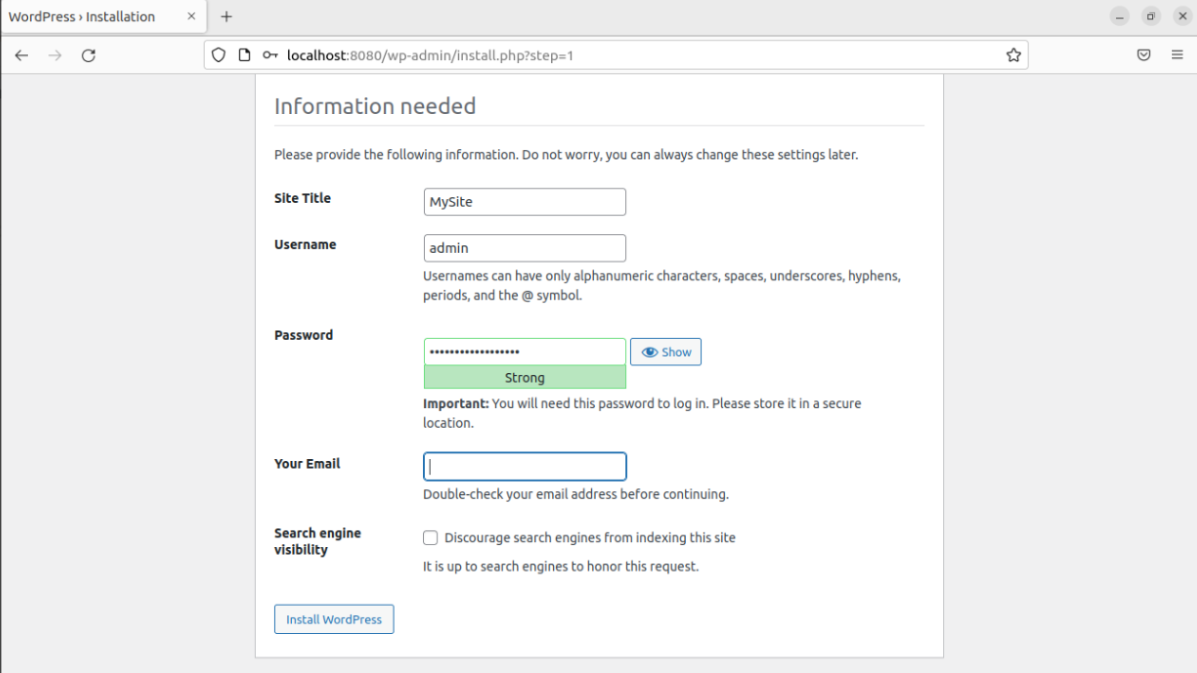 WordPress › Installation
localhost:8080/wp-admin/install.php?step=1
Information needed
Please provide the following information. Do not worry, you can always change these settings later.
Site Title
MySite
Username
admin
Usernames can have only alphanumeric characters, spaces, underscores, hyphens,
periods, and the @ symbol.
Password
••••••••••••••••••
Show
Strong
Important: You will need this password to log in. Please store it in a secure
location.
Your Email
Double-check your email address before continuing.
Search engine
visibility
Discourage search engines from indexing this site
It is up to search engines to honor this request.
Install WordPress